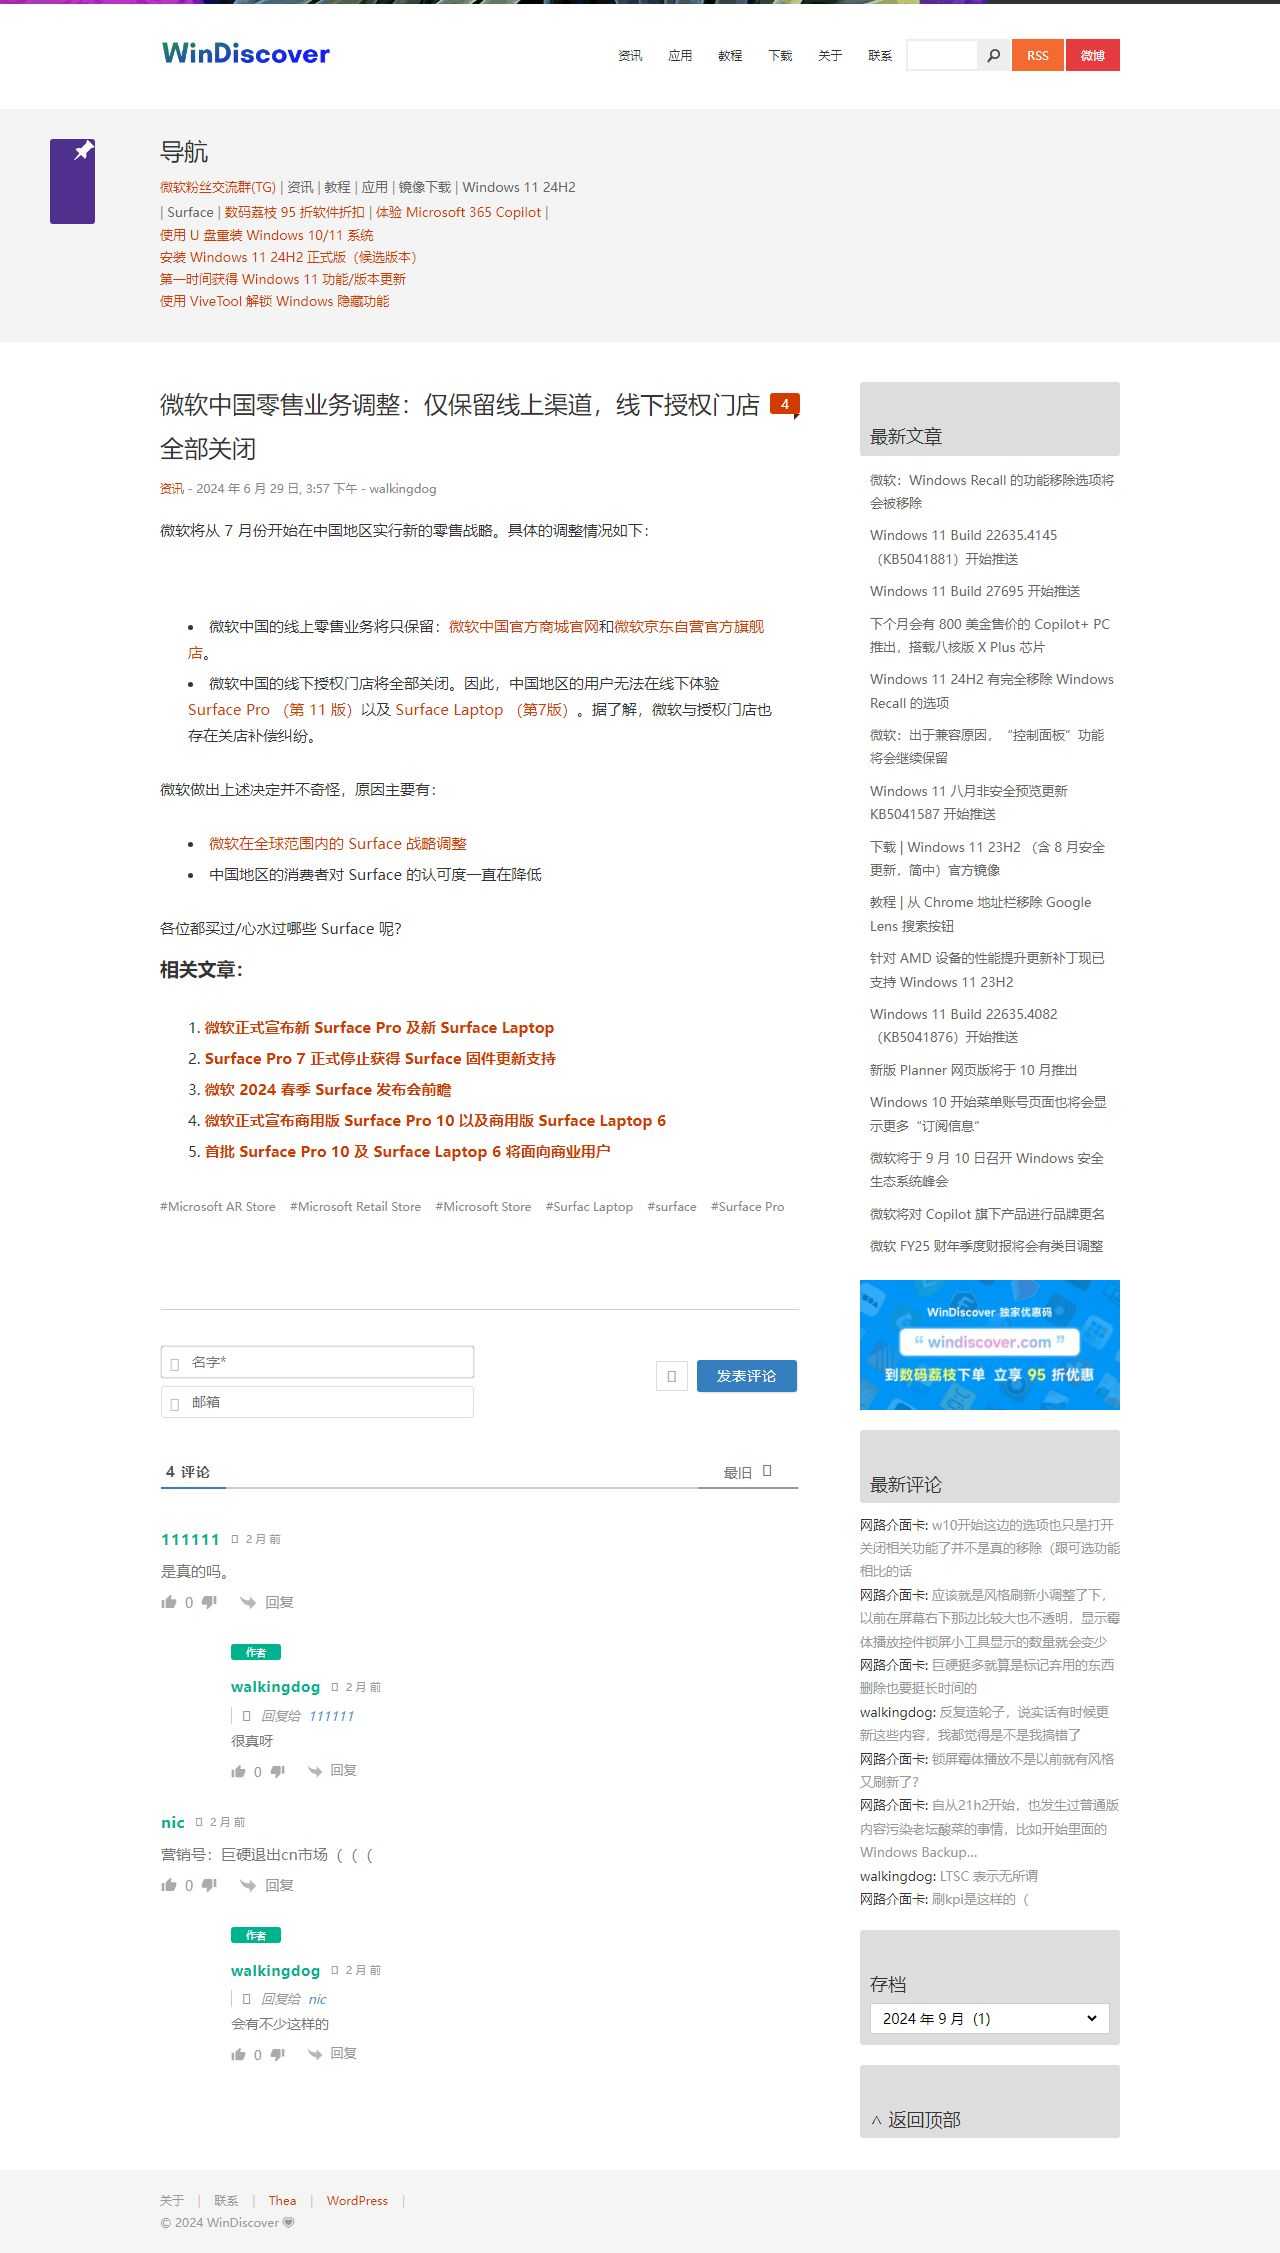 WinDiscover
资讯 应用 教程 下载 关于 联系 RSS 微博
导航
微软粉丝交流群(TG) | 资讯 | 教程 | 应用 | 镜像下载 | Windows 11 24H2
| Surface | 数码荔枝 95 折软件折扣 | 体验 Microsoft 365 Copilot |
使用 U 盘重装 Windows 10/11 系统
安装 Windows 11 24H2 正式版（候选版本）
第一时间获得 Windows 11 功能/版本更新
使用 ViveTool 解锁 Windows 隐藏功能
微软中国零售业务调整：仅保留线上渠道，线下授权门店
全部关闭
4
资讯 - 2024 年 6 月 29 日, 3:57 下午 - walkingdog
微软将从 7 月份开始在中国地区实行新的零售战略。具体的调整情况如下：
• 微软中国的线上零售业务将只保留：微软中国官方商城官网和微软京东自营官方旗舰
店。
• 微软中国的线下授权门店将全部关闭。因此，中国地区的用户无法在线下体验
Surface Pro （第 11 版）以及 Surface Laptop （第7版）。据了解，微软与授权门店也
存在关店补偿纠纷。
微软做出上述决定并不奇怪，原因主要有：
• 微软在全球范围内的 Surface 战略调整
• 中国地区的消费者对 Surface 的认可度一直在降低
各位都买过/心水过哪些 Surface 呢？
相关文章：
1. 微软正式宣布新 Surface Pro 及新 Surface Laptop
2. Surface Pro 7 正式停止获得 Surface 固件更新支持
3. 微软 2024 春季 Surface 发布会前瞻
4. 微软正式宣布商用版 Surface Pro 10 以及商用版 Surface Laptop 6
5. 首批 Surface Pro 10 及 Surface Laptop 6 将面向商业用户
#Microsoft AR Store #Microsoft Retail Store #Microsoft Store #Surfac Laptop #surface #Surface Pro
名字*
邮箱
发表评论
4 评论
最旧
111111 2 月 前
是真的吗。
0 回复
作者
walkingdog 2 月 前
回复给 111111
很真呀
0 回复
nic 2 月 前
营销号：巨硬退出cn市场（（（
0 回复
作者
walkingdog 2 月 前
回复给 nic
会有不少这样的
0 回复
最新文章
微软：Windows Recall 的功能移除选项将
会被移除
Windows 11 Build 22635.4145
（KB5041881）开始推送
Windows 11 Build 27695 开始推送
下个月会有 800 美金售价的 Copilot+ PC
推出，搭载八核版 X Plus 芯片
Windows 11 24H2 有完全移除 Windows
Recall 的选项
微软：出于兼容原因，“控制面板”功能
将会继续保留
Windows 11 八月非安全预览更新
KB5041587 开始推送
下载 | Windows 11 23H2 （含 8 月安全
更新，简中）官方镜像
教程 | 从 Chrome 地址栏移除 Google
Lens 搜索按钮
针对 AMD 设备的性能提升更新补丁现已
支持 Windows 11 23H2
Windows 11 Build 22635.4082
（KB5041876）开始推送
新版 Planner 网页版将于 10 月推出
Windows 10 开始菜单账号页面也将会显
示更多“订阅信息”
微软将于 9 月 10 日召开 Windows 安全
生态系统峰会
微软将对 Copilot 旗下产品进行品牌更名
微软 FY25 财年季度财报将会有类目调整
WinDiscover 独家优惠码
“ windiscover.com ”
到数码荔枝下单 立享 95 折优惠
最新评论
网路介面卡: w10开始这边的选项也只是打开
关闭相关功能了并不是真的移除（跟可选功能
相比的话
网路介面卡: 应该就是风格刷新小调整了下，
以前在屏幕右下那边比较大也不透明，显示霉
体播放控件锁屏小工具显示的数量就会变少
网路介面卡: 巨硬挺多就算是标记弃用的东西
删除也要挺长时间的
walkingdog: 反复造轮子，说实话有时候更
新这些内容，我都觉得是不是我搞错了
网路介面卡: 锁屏霉体播放不是以前就有风格
又刷新了?
网路介面卡: 自从21h2开始，也发生过普通版
内容污染老坛酸菜的事情，比如开始里面的
Windows Backup...
walkingdog: LTSC 表示无所谓
网路介面卡: 刷kpi是这样的（
存档
2024 年 9 月 (1)
^ 返回顶部
关于 | 联系 | Thea | WordPress |
© 2024 WinDiscover